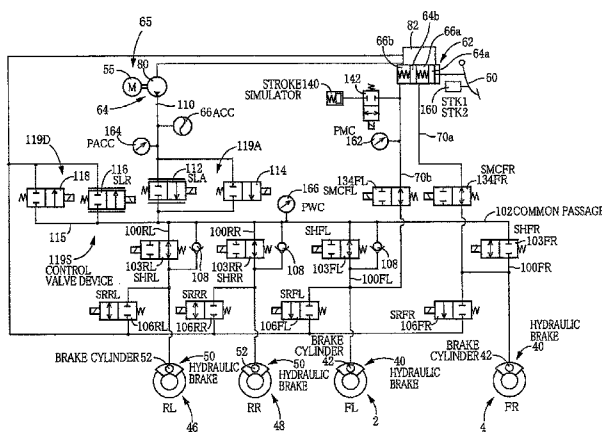 65
82
64b
66b
66a
62
64a
55
M
80
STROKE 140
SIMULATOR
142
60
160
STK1
STK2
64
110
66ACC
PMC
162
70a
164
PACC
119D
119A
112
SLA
114
118
116
SLR
70b
134FL
SMCFL
SMCFR
134FR
166
PWC
102 COMMON PASSAGE
115
100RL
100RR
SHFL
SHFR
103FR
119S
CONTROL
VALVE DEVICE
103RL
SHRL
108
103RR
SHRR
108
103FL
100FL
108
100FR
SRRL
SRRR
SRFL
SRFR
106RL
106RR
106FL
106FR
BRAKE CYLINDER 52
50
HYDRAULIC
BRAKE
52
50
HYDRAULIC
BRAKE
BRAKE
CYLINDER
42
40
HYDRAULIC
BRAKE
BRAKE CYLINDER 42
HYDRAULIC
BRAKE
40
RL
46
RR
48
FL
2
FR
4